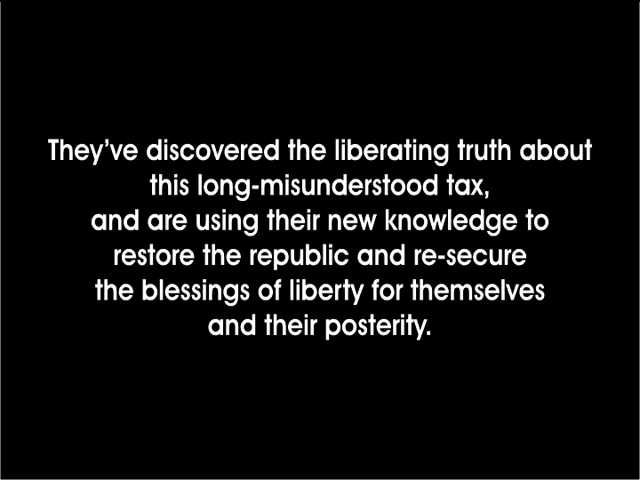 They've discovered the liberating truth about
this long-misunderstood tax,
and are using their new knowledge to
restore the republic and re-secure
the blessings of liberty for themselves
and their posterity.